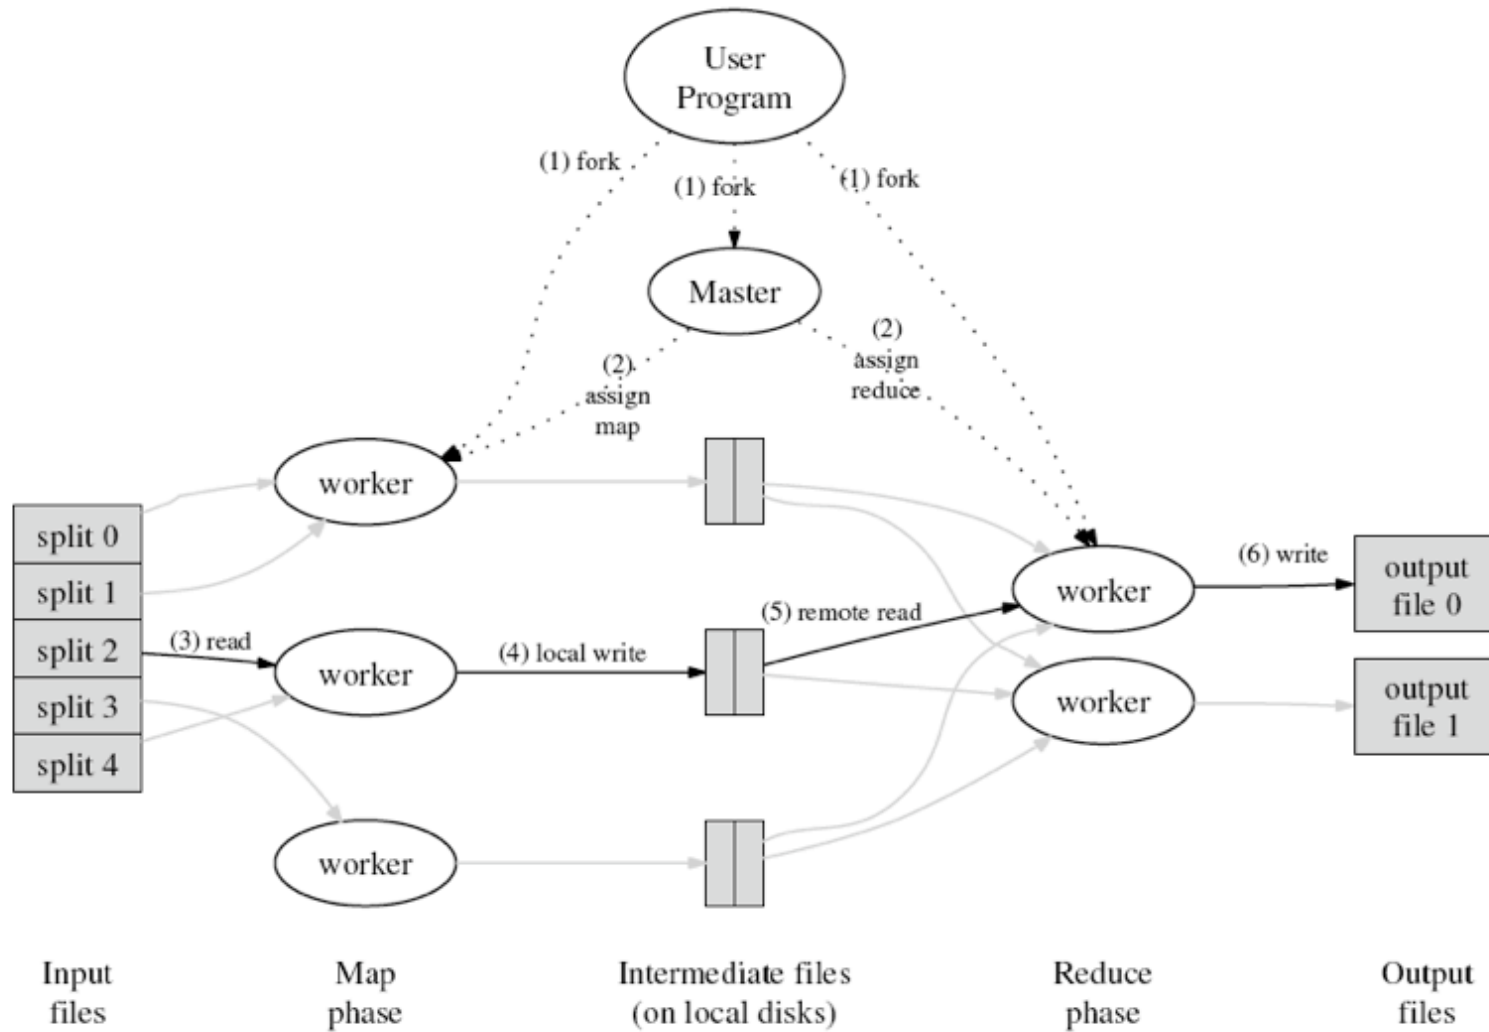 User
Program
(1) fork
(1) fork
(1) fork
Master
(2)
assign
map
(2)
assign
reduce
split 0
split 1
split 2
split 3
split 4
(3) read
worker
worker
worker
(4) local write
(5) remote read
worker
worker
(6) write
output
file 0
output
file 1
Input
files
Map
phase
Intermediate files
(on local disks)
Reduce
phase
Output
files